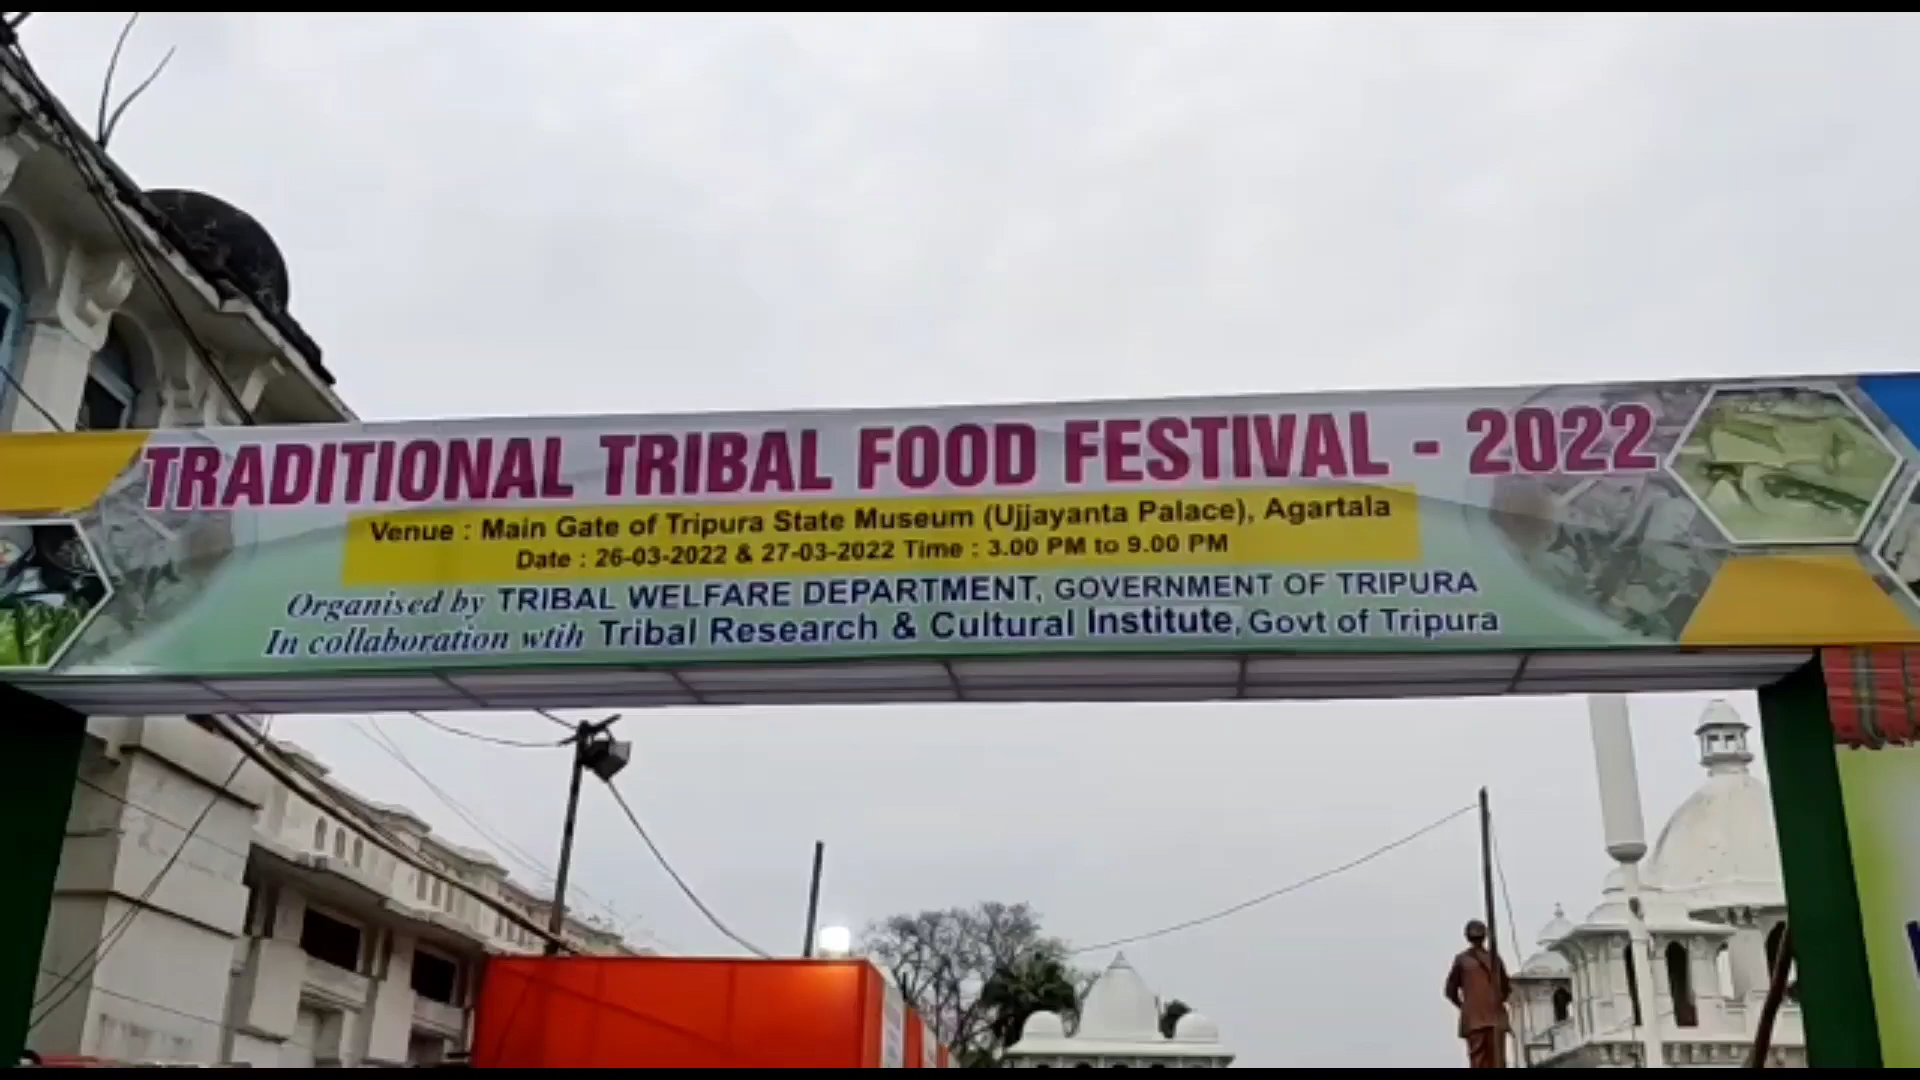 TRADITIONAL TRIBAL FOOD FESTIVAL - 2022
Venue : Main Gate of Tripura State Museum (Ujjayanta Palace), Agartala
Date : 26-03-2022 & 27-03-2022 Time : 3.00 PM to 9.00 PM
Organised by TRIBAL WELFARE DEPARTMENT, GOVERNMENT OF TRIPURA
In collaboration wtih Tribal Research & Cultural Institute, Govt of Tripura